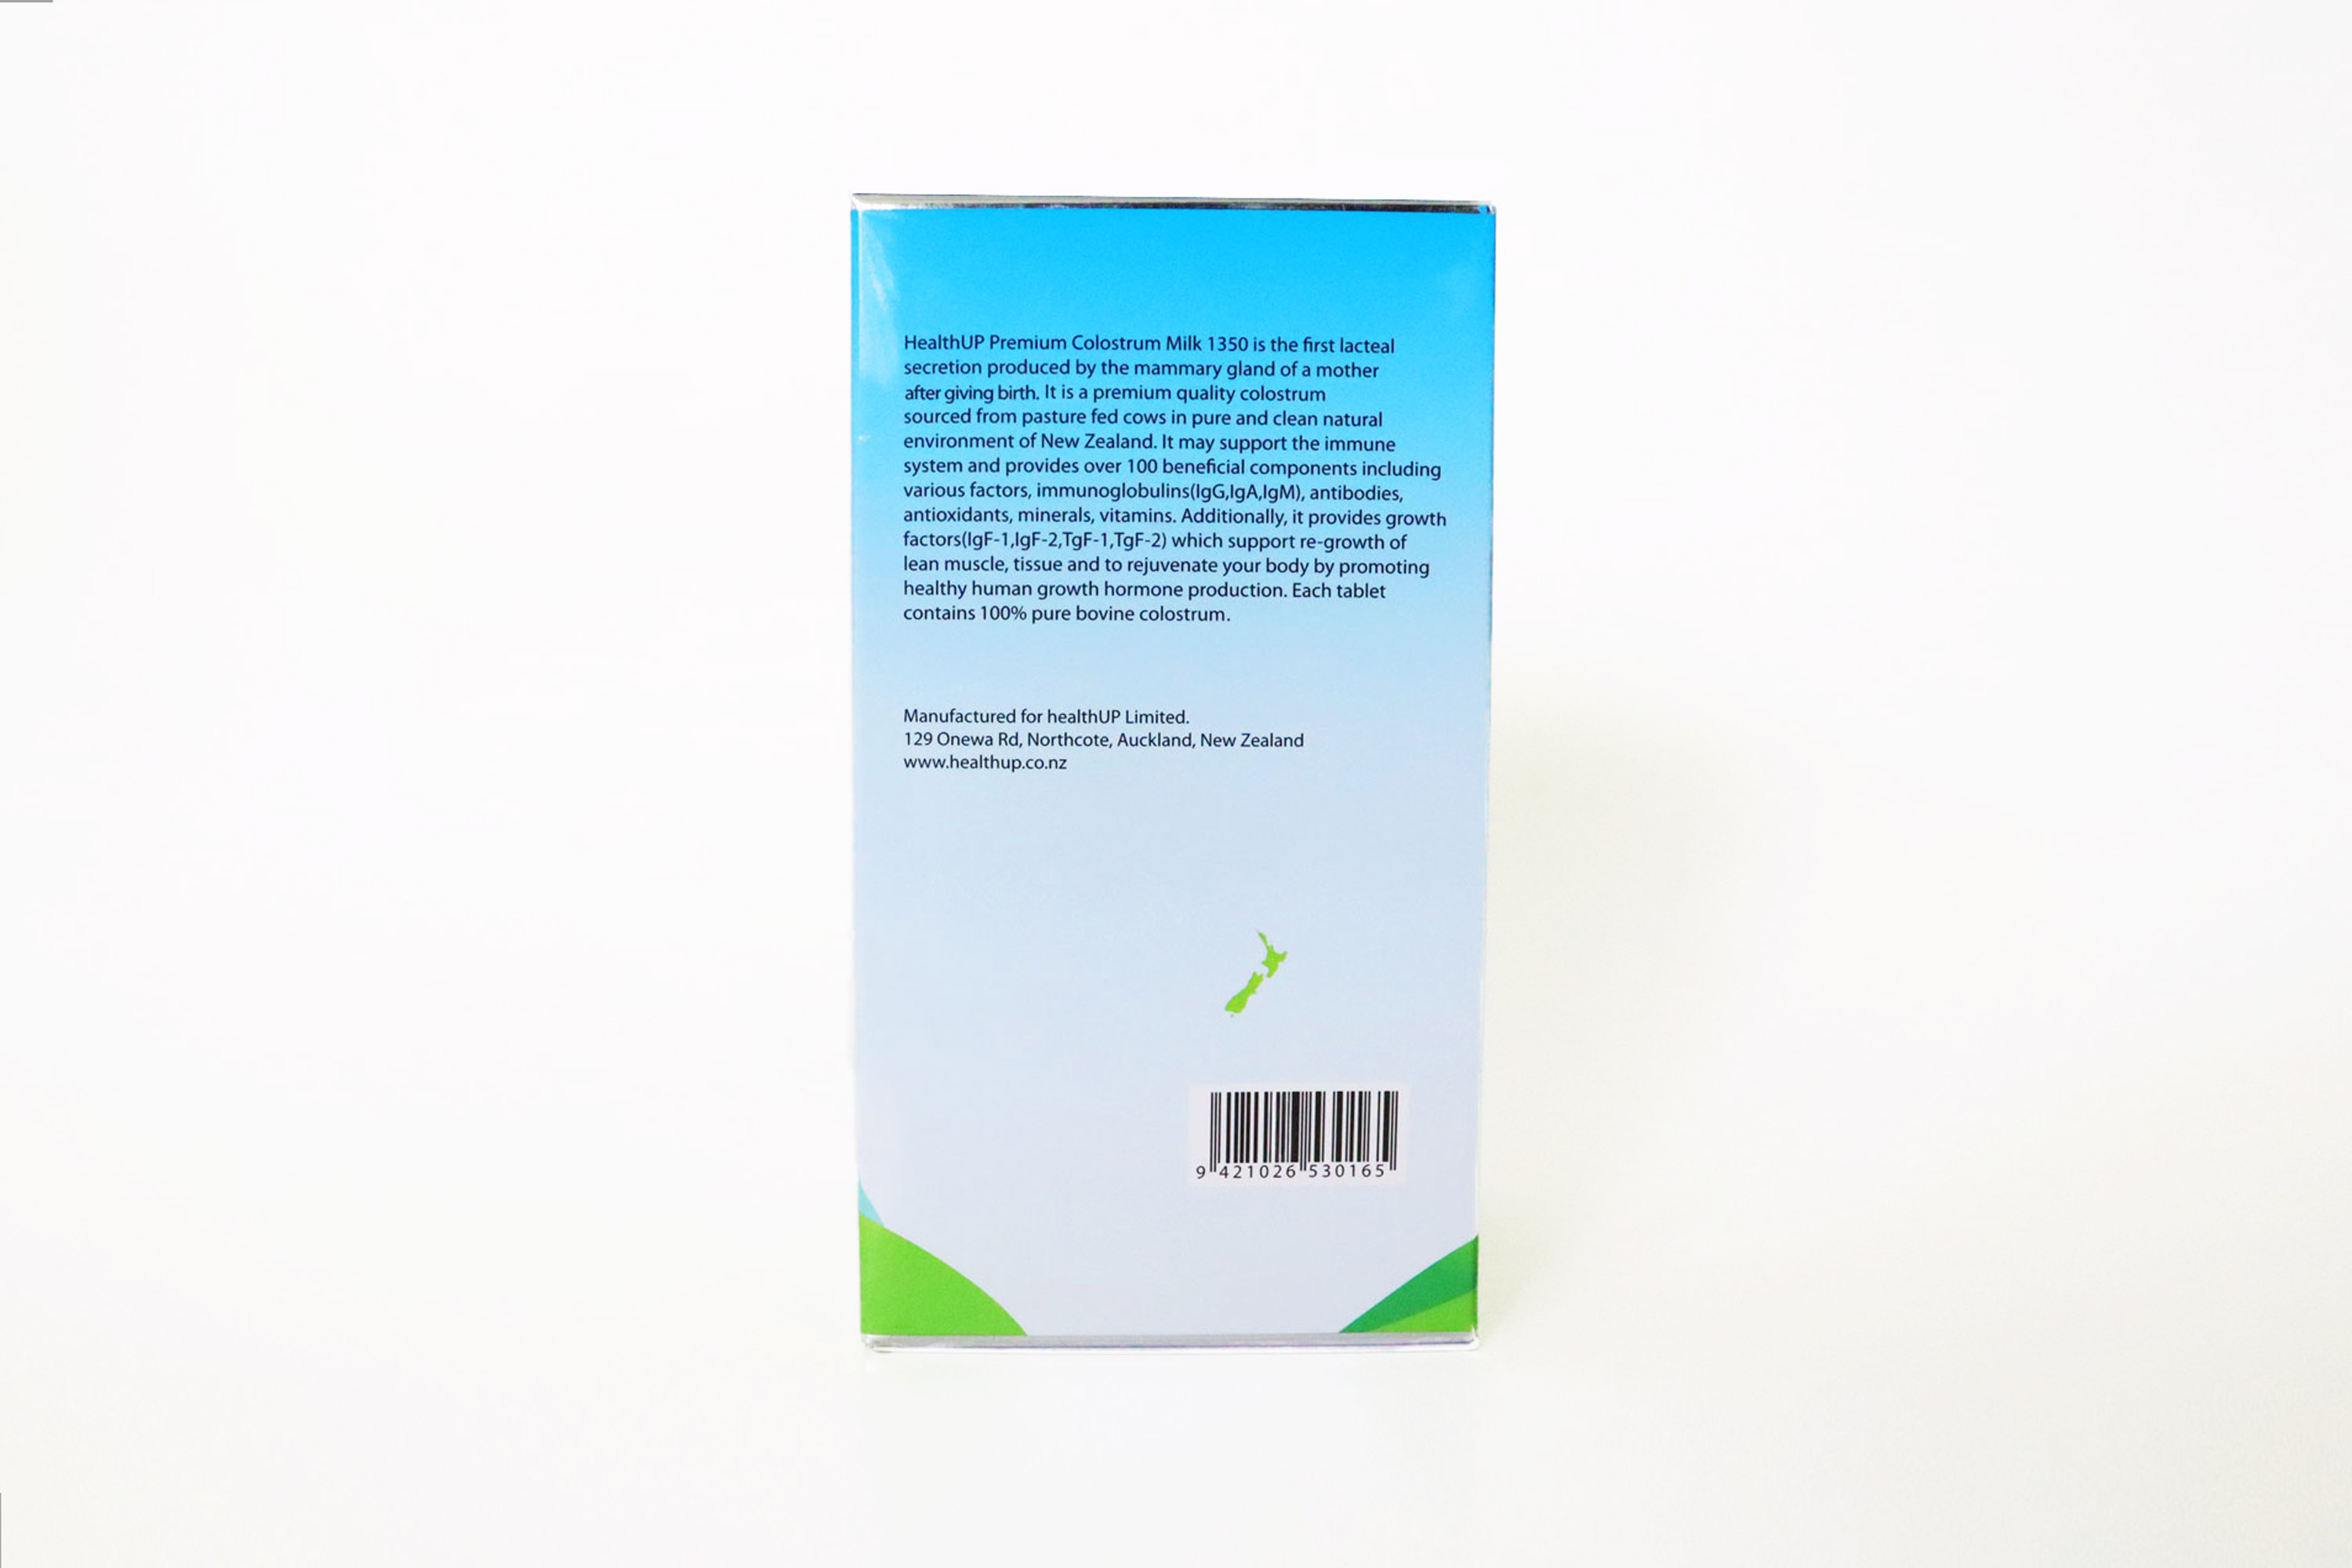 HealthUP Premium Colostrum Milk 1350 is the first lacteal
secretion produced by the mammary gland of a mother
after giving birth. It is a premium quality colostrum
sourced from pasture fed cows in pure and clean natural
environment of New Zealand. It may support the immune
system and provides over 100 beneficial components including
various factors, immunoglobulins(IgG,IgA,IgM), antibodies,
antioxidants, minerals, vitamins. Additionally, it provides growth
factors(IgF-1,IgF-2,TgF-1,TgF-2) which support re-growth of
lean muscle, tissue and to rejuvenate your body by promoting
healthy human growth hormone production. Each tablet
contains 100% pure bovine colostrum.
Manufactured for healthUP Limited.
129 Onewa Rd, Northcote, Auckland, New Zealand
www.healthup.co.nz
9 421026 530165